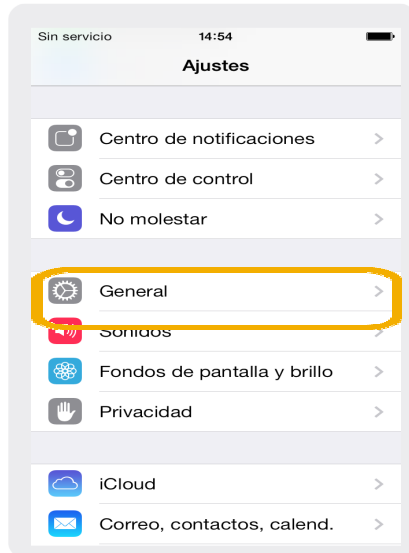 Sin servicio 14:54
Ajustes
Centro de notificaciones
Centro de control
No molestar
General
Sonidos
Fondos de pantalla y brillo
Privacidad
iCloud
Correo, contactos, calend.